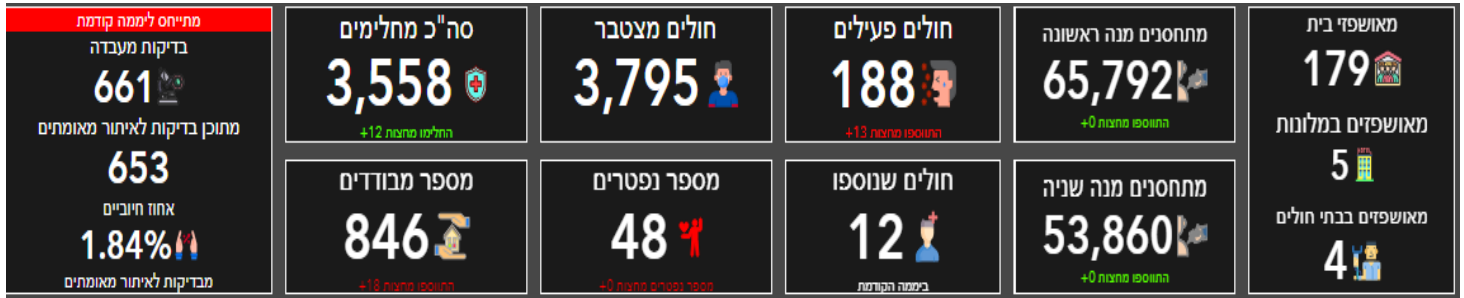 מאושפזי בית
179
מאושפזים במלונות
5
מאושפזים בבתי חולים
4
מתחסנים מנה ראשונה
65,792
התווספו מחצות 0+
מתחסנים מנה שניה
53,860
התווספו מחצות 0+
חולים פעילים
188
התווספו מחצות 13+
חולים שנוספו
12
ביממה הקודמת
חולים מצטבר
3,795
מספר נפטרים
48
מספר נפטרים מחצות 0+
סה"כ מחלימים
3,558
החלימו מחצות 12+
מספר מבודדים
846
התווספו מחצות 18+
מתייחס ליממה קודמת
בדיקות מעבדה
661
מתוכן בדיקות לאיתור מאומתים
653
אחוז חיוביים
1.84%
מבדיקות לאיתור מאומתים